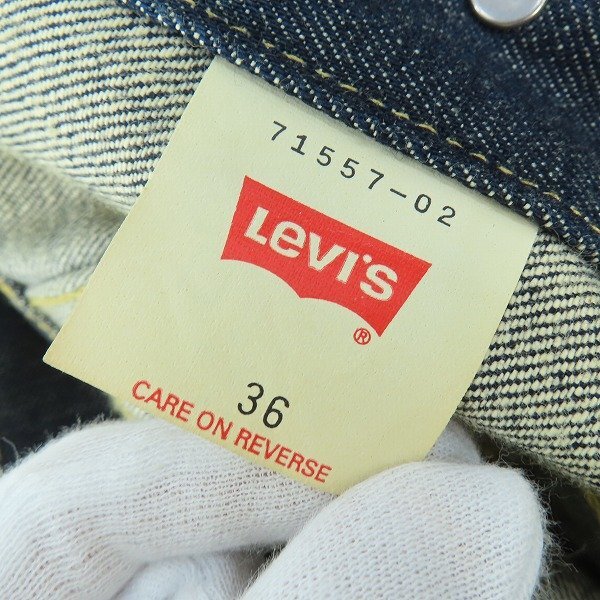 71557-02
Levi's
®
36
CARE ON REVERSE